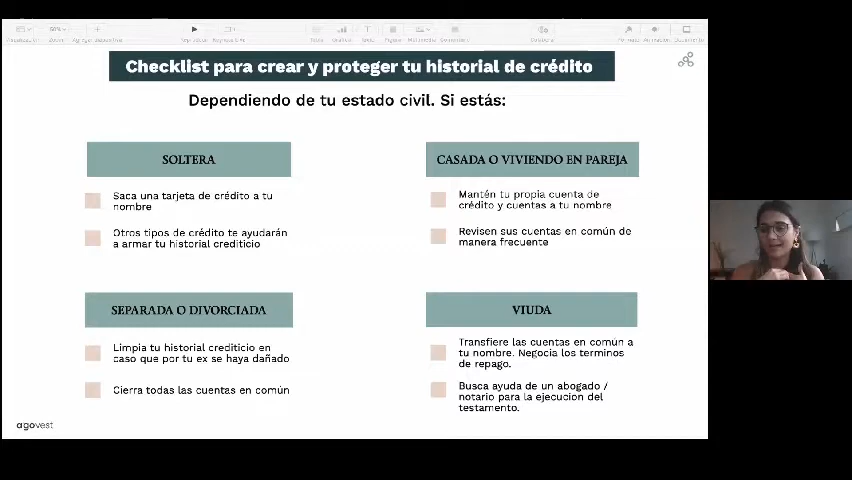 Checklist para crear y proteger tu historial de crédito
Dependiendo de tu estado civil. Si estás:
SOLTERA
Saca una tarjeta de crédito a tu
nombre
Otros tipos de crédito te ayudarán
a armar tu historial crediticio
CASADA O VIVIENDO EN PAREJA
Mantén tu propia cuenta de
crédito y cuentas a tu nombre
Revisen sus cuentas en común de
manera frecuente
SEPARADA O DIVORCIADA
Limpia tu historial crediticio en
caso que por tu ex se haya dañado
Cierra todas las cuentas en común
VIUDA
Transfiere las cuentas en común a
tu nombre. Negocia los terminos
de repago.
Busca ayuda de un abogado /
notario para la ejecucion del
testamento.
agovest